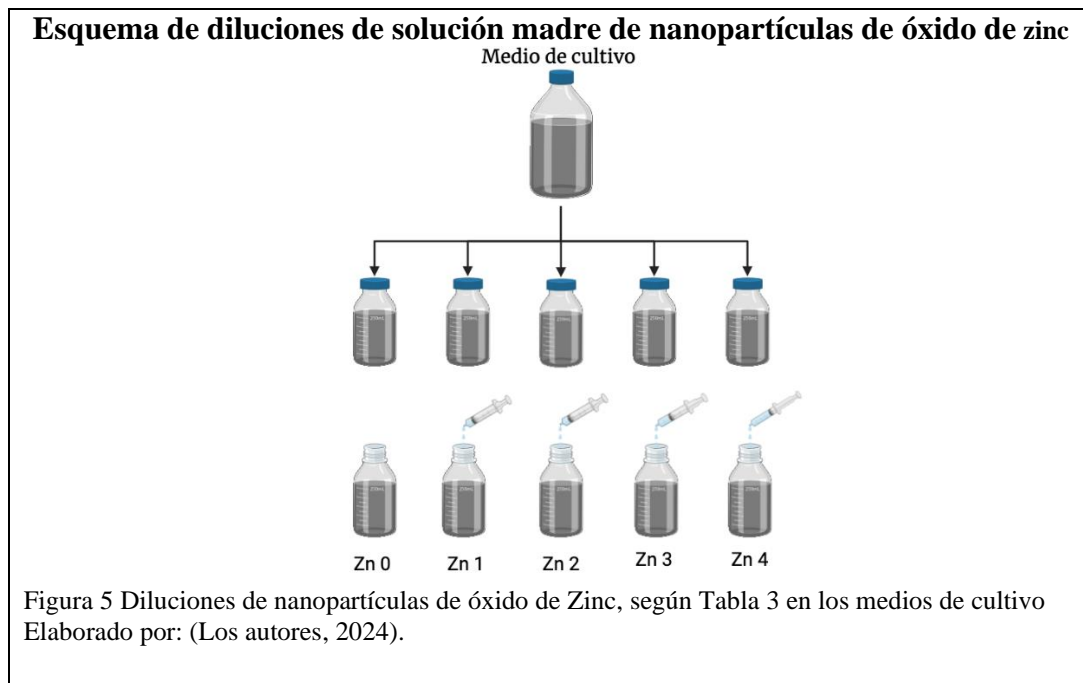 Esquema de diluciones de solución madre de nanopartículas de óxido de zinc
Medio de cultivo
Zn 0 Zn 1 Zn 2 Zn 3 Zn 4
Figura 5 Diluciones de nanopartículas de óxido de Zinc, según Tabla 3 en los medios de cultivo
Elaborado por: (Los autores, 2024).